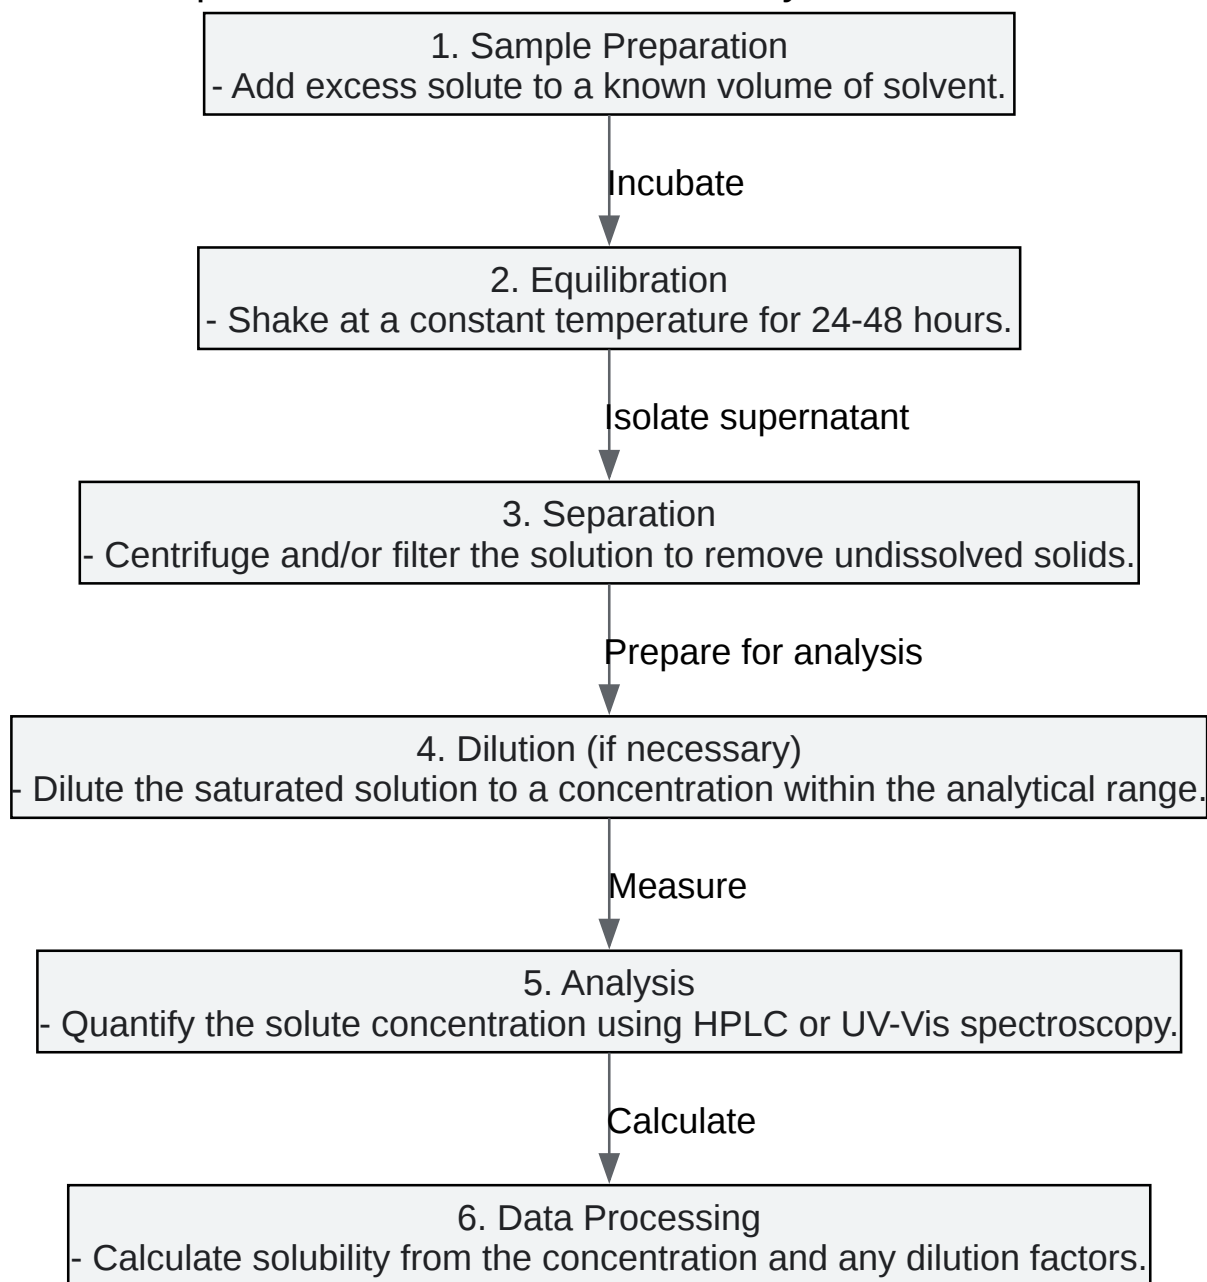 1. Sample Preparation
- Add excess solute to a known volume of solvent.
Incubate
2. Equilibration
- Shake at a constant temperature for 24-48 hours.
Isolate supernatant
3. Separation
- Centrifuge and/or filter the solution to remove undissolved solids.
Prepare for analysis
4. Dilution (if necessary)
- Dilute the saturated solution to a concentration within the analytical range.
Measure
5. Analysis
- Quantify the solute concentration using HPLC or UV-Vis spectroscopy.
Calculate
6. Data Processing
- Calculate solubility from the concentration and any dilution factors.